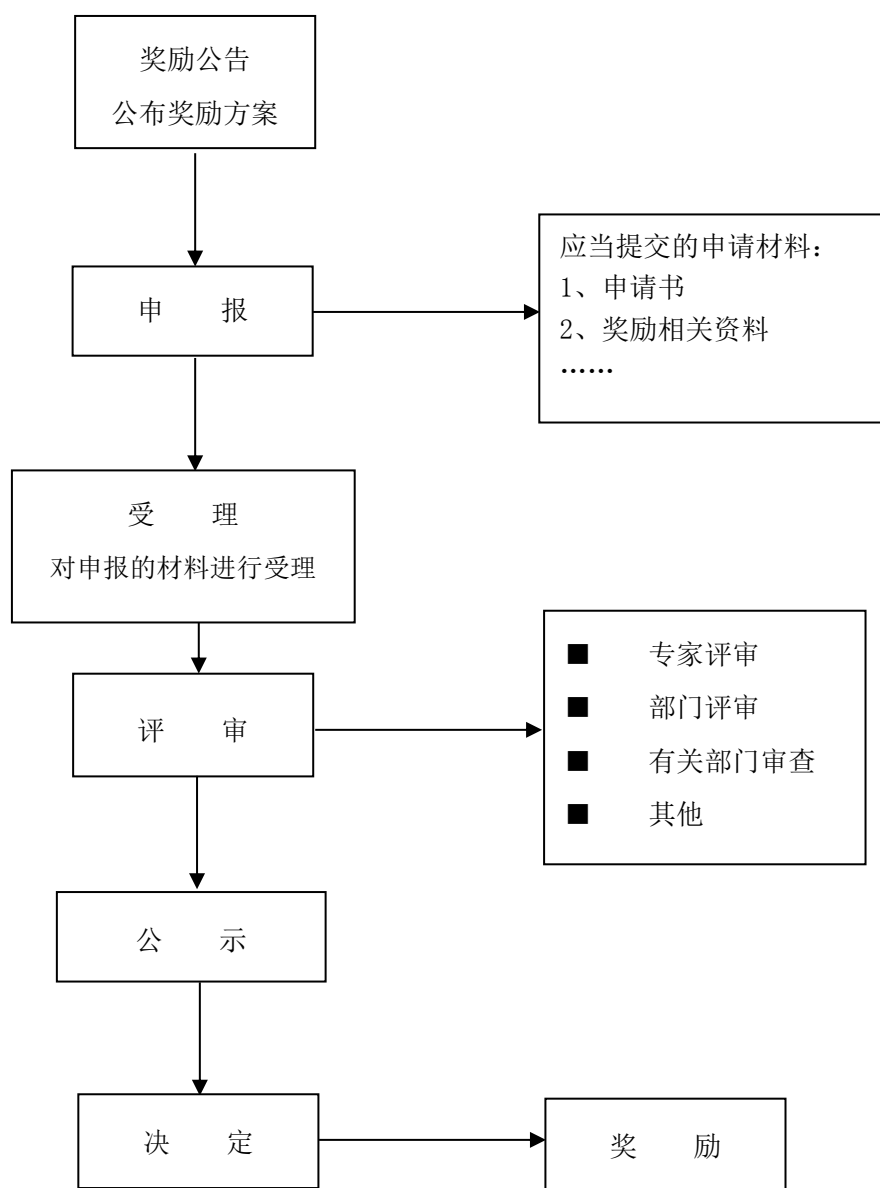 奖励公告
公布奖励方案
申 报
应当提交的申请材料：
1、申请书
2、奖励相关资料
……
受 理
对申报的材料进行受理
评 审
■ 专家评审
■ 部门评审
■ 有关部门审查
■ 其他
公 示
决 定
奖 励